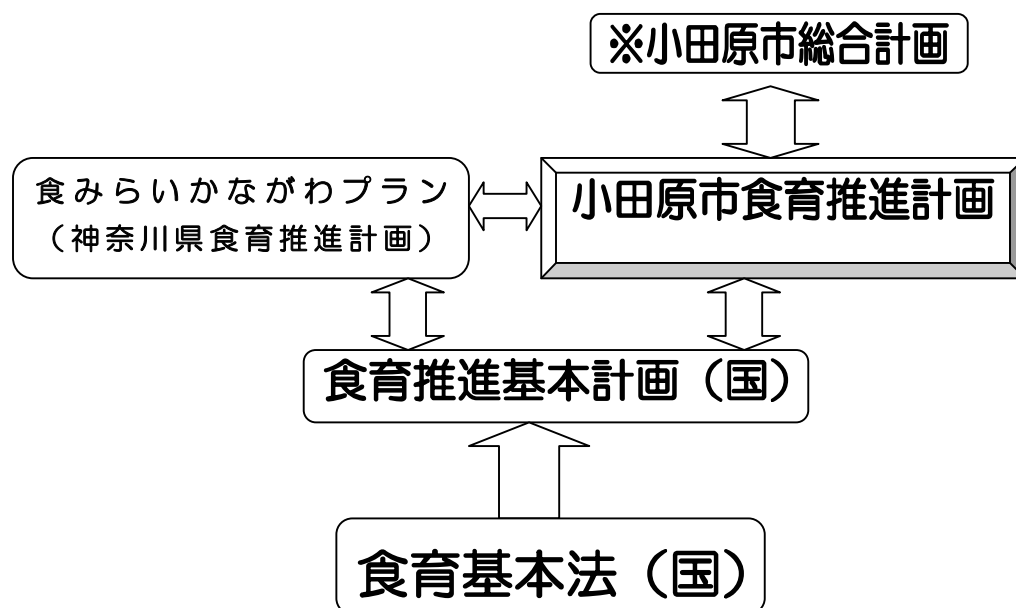 ※小田原市総合計画
食みらいかながわプラン
（神奈川県食育推進計画）
小田原市食育推進計画
食育推進基本計画（国）
食育基本法（国）